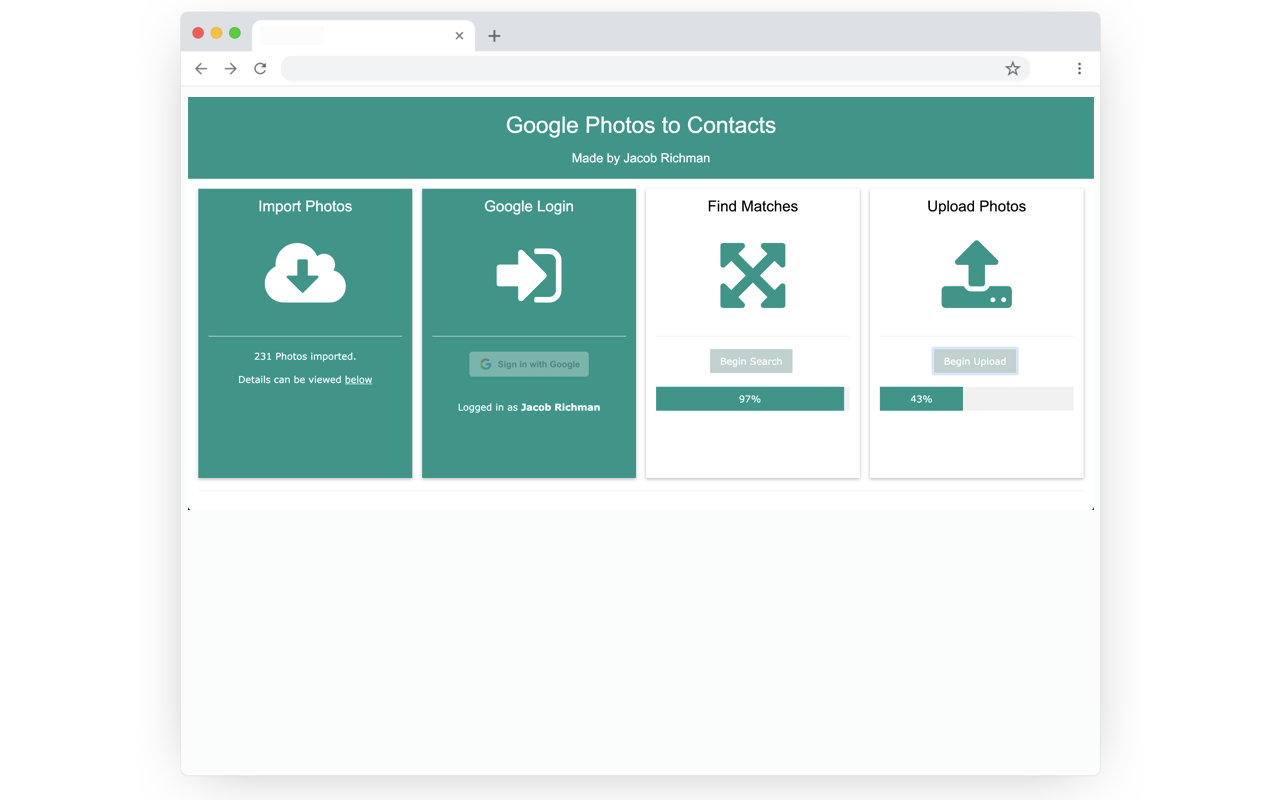 Google Photos to Contacts
Made by Jacob Richman
Import Photos
231 Photos imported.
Details can be viewed below
Google Login
Sign in with Google
Logged in as Jacob Richman
Find Matches
Begin Search
97%
Upload Photos
Begin Upload
43%